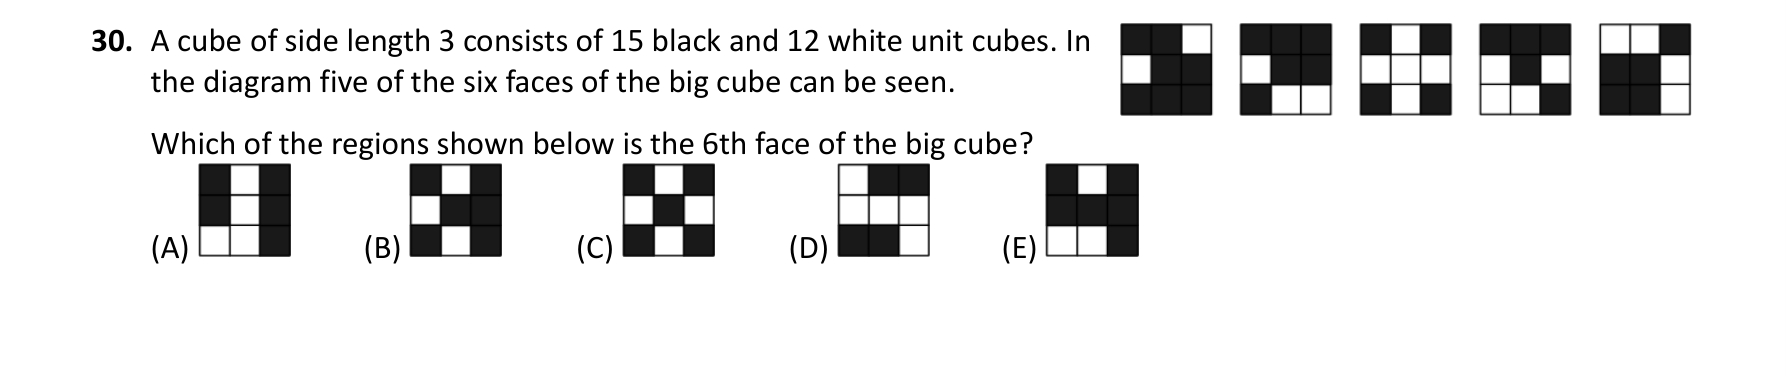 30. A cube of side length 3 consists of 15 black and 12 white unit cubes. In
the diagram five of the six faces of the big cube can be seen.
Which of the regions shown below is the 6th face of the big cube?
(A) (B) (C) (D) (E)